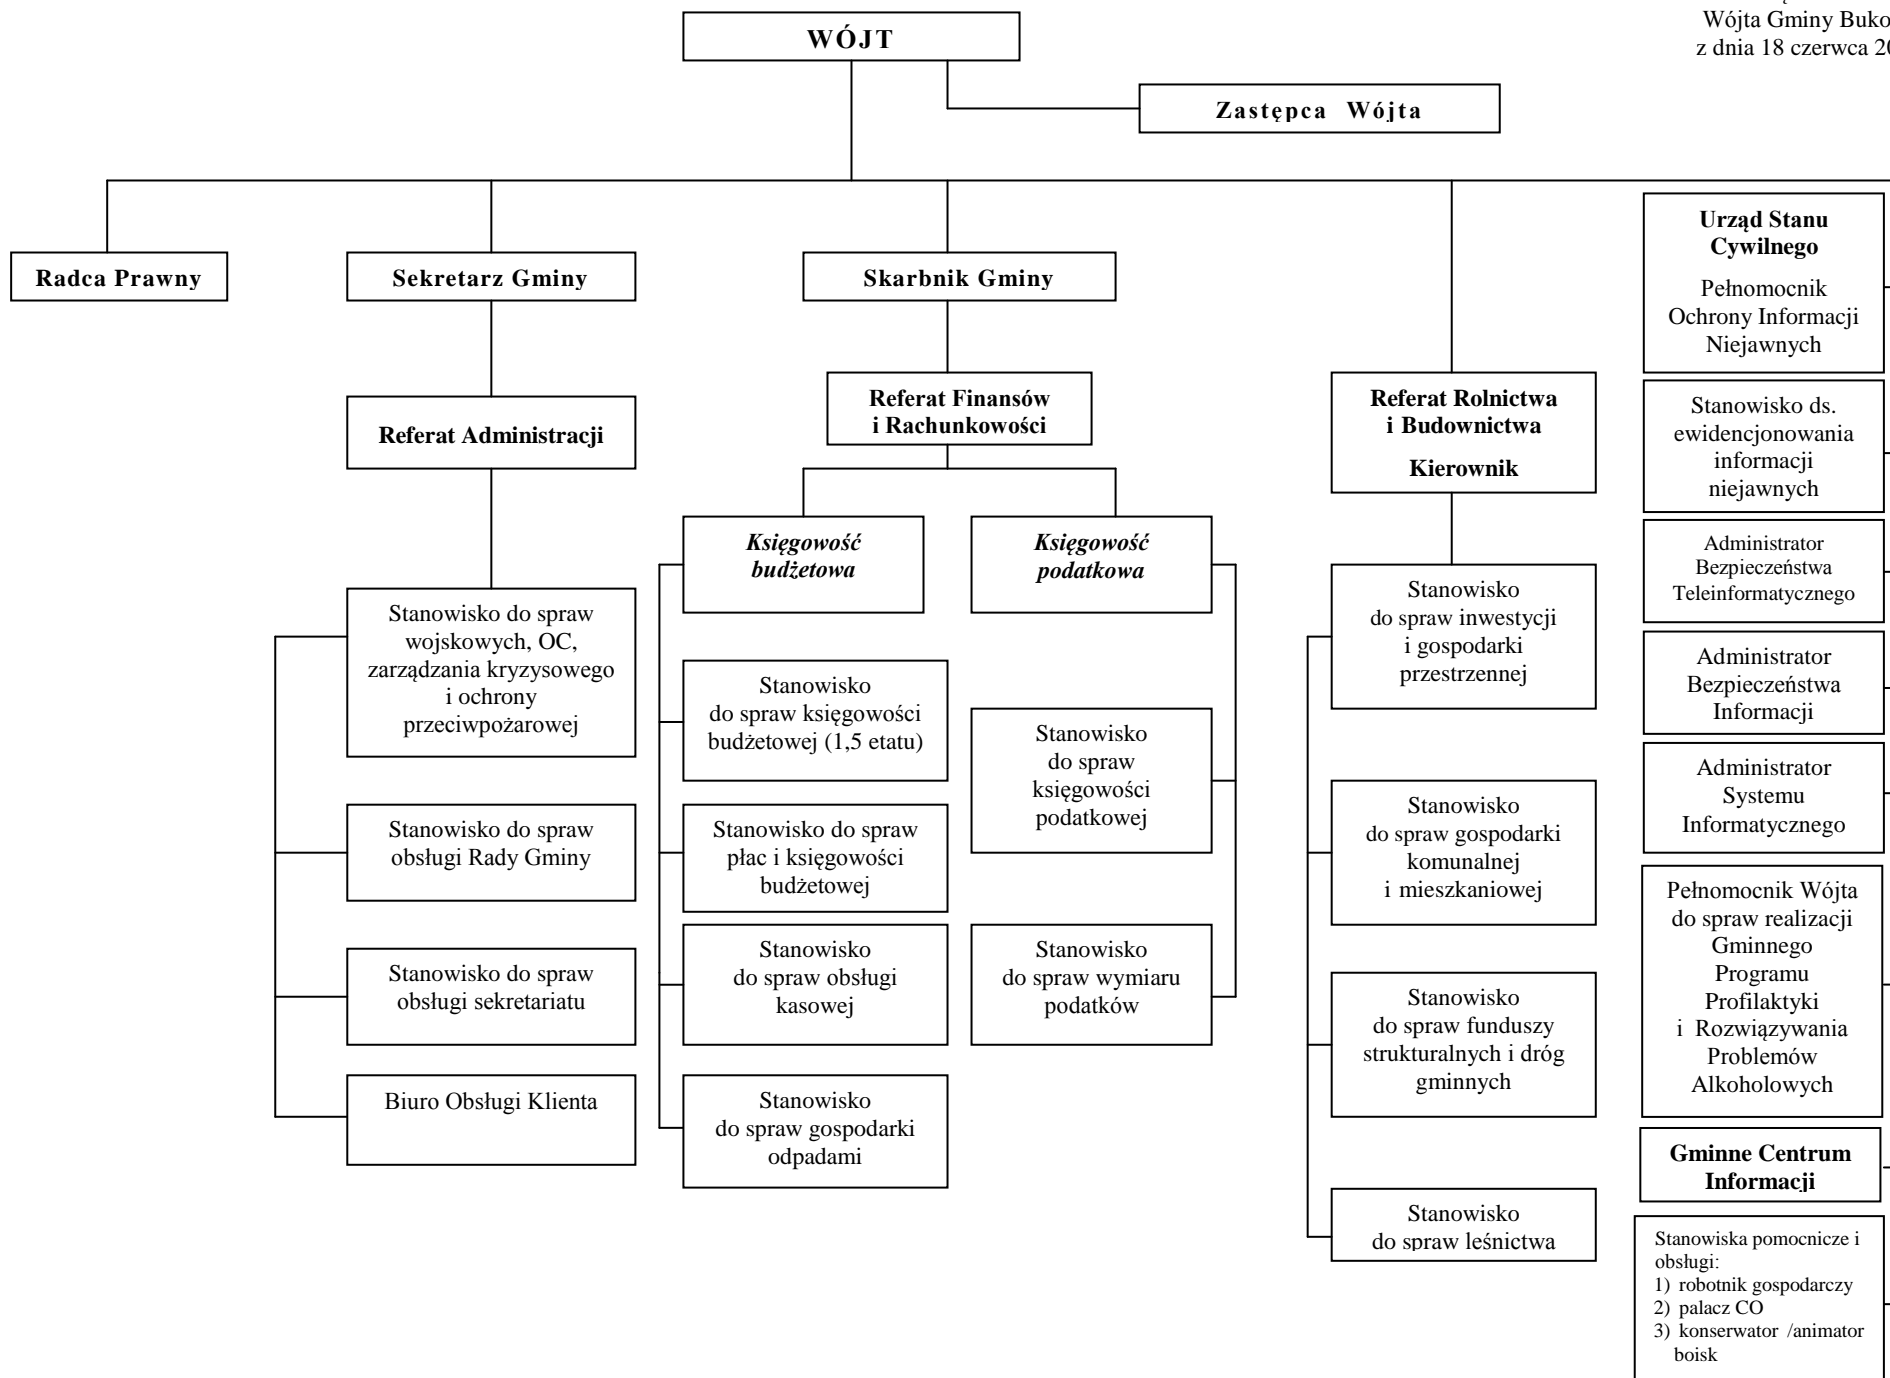 Wójta Gminy
z dnia 18 czerwca
WÓJT
Zastępca Wójta
Radca Prawny
Sekretarz Gminy
Skarbnik Gminy
Referat Administracji
Stanowisko do spraw
wojskowych, OC,
zarządzania kryzysowego
i ochrony
przeciwpożarowej
Stanowisko do spraw
obsługi Rady Gminy
Stanowisko do spraw
obsługi sekretariatu
Biuro Obsługi Klienta
Referat Finansów
i Rachunkowości
Księgowość
budżetowa
Stanowisko
do spraw księgowości
budżetowej (1,5 etatu)
Stanowisko do spraw
płac i księgowości
budżetowej
Stanowisko
do spraw obsługi
kasowej
Stanowisko
do spraw gospodarki
odpadami
Księgowość
podatkowa
Stanowisko
do spraw
księgowości
podatkowej
Stanowisko
do spraw wymiaru
podatków
Referat Rolnictwa
i Budownictwa
Kierownik
Stanowisko
do spraw inwestycji
i gospodarki
przestrzennej
Stanowisko
do spraw gospodarki
komunalnej
i mieszkaniowej
Stanowisko
do spraw funduszy
strukturalnych i dróg
gminnych
Stanowisko
do spraw leśnictwa
Urząd Stanu
Cywilnego
Pełnomocnik
Ochrony Informacji
Niejawnych
Stanowisko ds.
ewidencjonowania
informacji
niejawnych
Administrator
Bezpieczeństwa
Teleinformatycznego
Administrator
Bezpieczeństwa
Informacji
Administrator
Systemu
Informatycznego
Pełnomocnik Wójta
do spraw realizacji
Gminnego
Programu
Profilaktyki
i Rozwiązywania
Problemów
Alkoholowych
Gminne Centrum
Informacji
Stanowiska pomocnicze i
obsługi:
1) robotnik gospodarczy
2) palacz CO
3) konserwator /animator
boisk